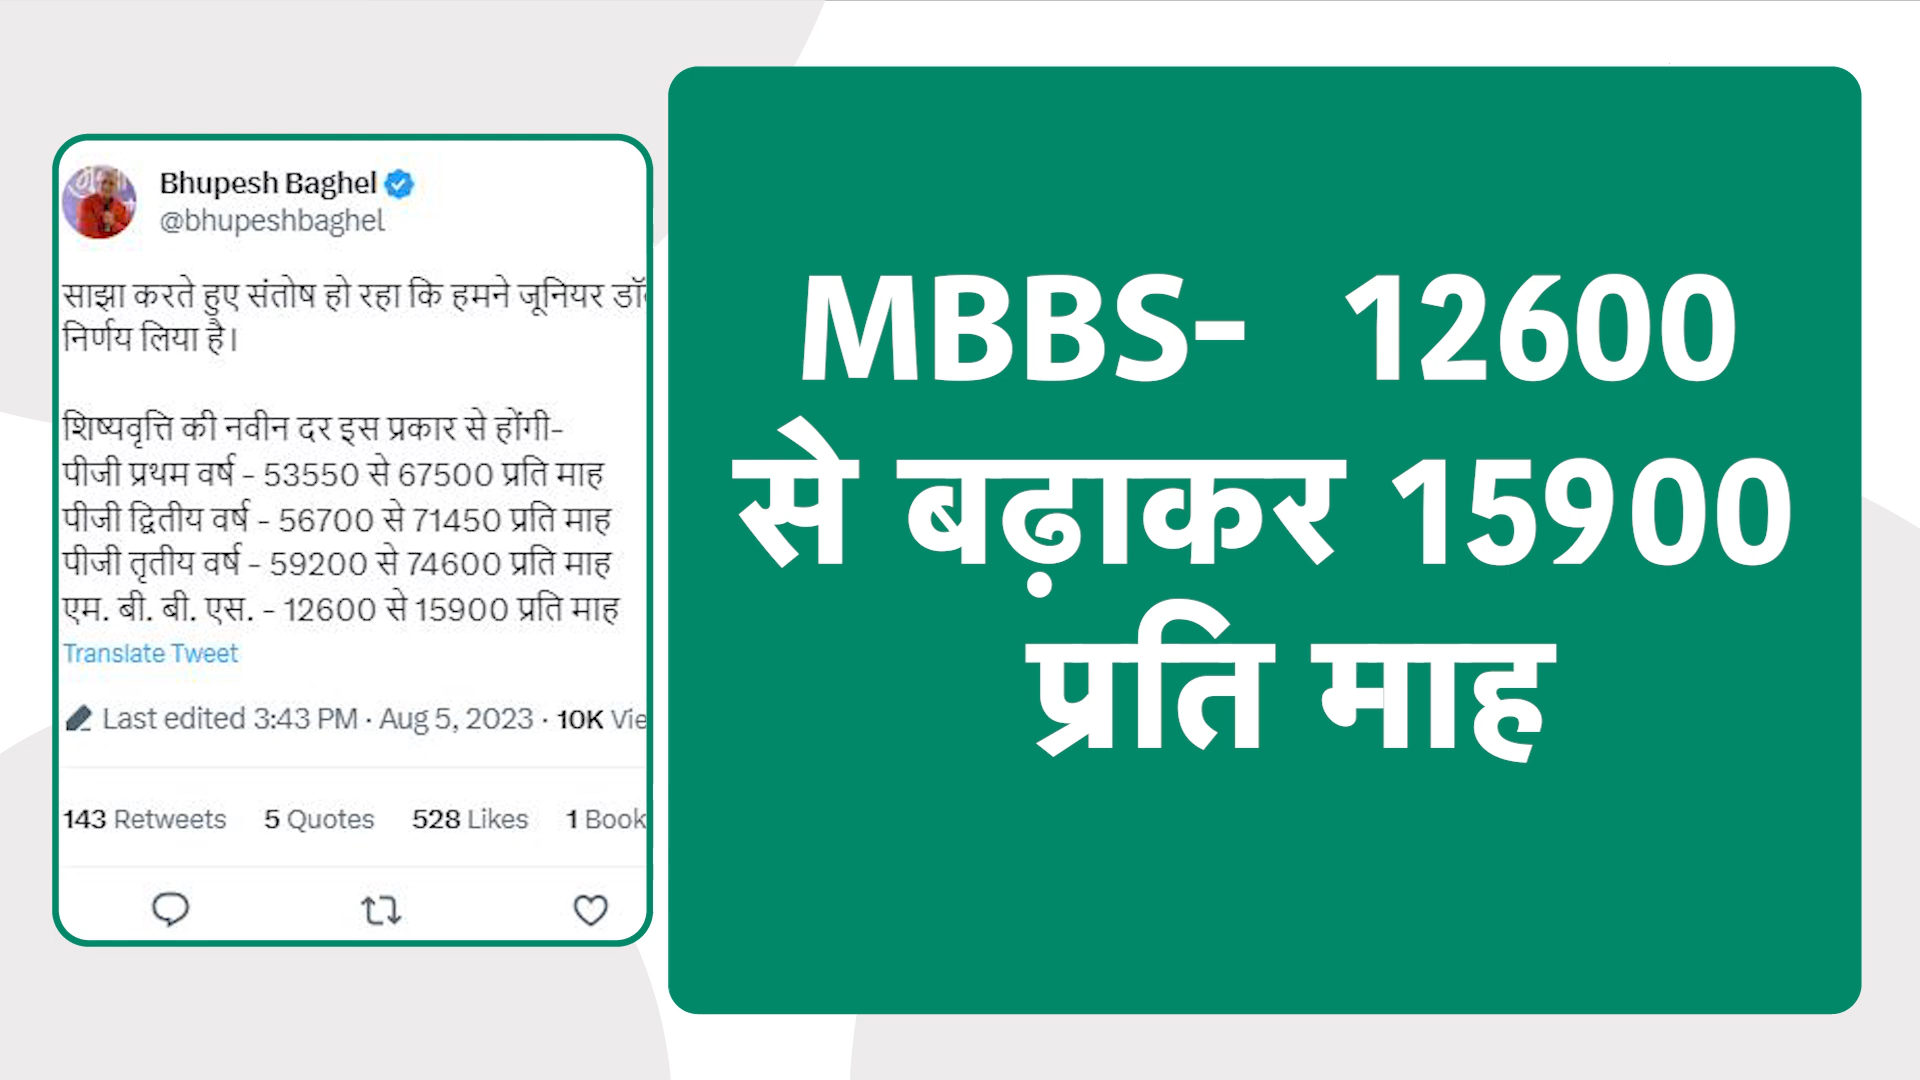 Bhupesh Baghel
@bhupeshbaghel
साझा करते हुए संतोष हो रहा कि हमने जूनियर
निर्णय लिया है।
शिष्यवृत्ति की नवीन दर इस प्रकार से होंगी-
पीजी प्रथम वर्ष - 53550 से 67500 प्रति माह
पीजी द्वितीय वर्ष - 56700 से 71450 प्रति माह
पीजी तृतीय वर्ष - 59200 से 74600 प्रति माह
एम. बी. बी. एस. - 12600 से 15900 प्रति माह
Translate Tweet
Last edited 3:43 PM · Aug 5, 2023 · 10K Vie
143 Retweets 5 Quotes 528 Likes 1 Book
MBBS- 12600
से बढ़ाकर 15900
प्रति माह